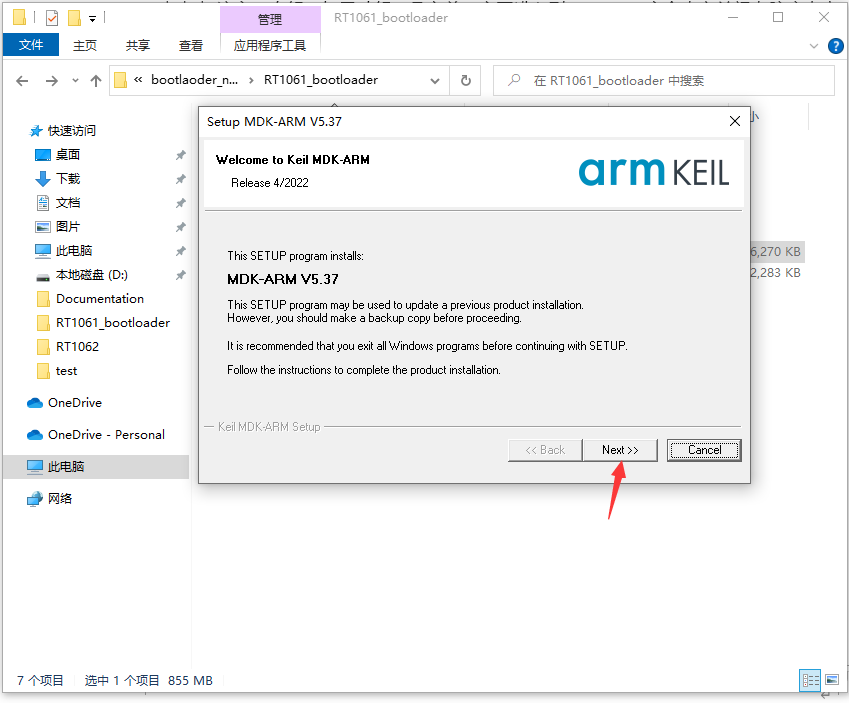 管理
RT1061_bootloader
文件
主页
共享
查看
应用程序工具
« bootlaoder_n... › RT1061_bootloader
在 RT1061_bootloader 中搜索
快速访问
桌面
下载
文档
图片
此电脑
本地磁盘 (D:)
Documentation
RT1061_bootloader
RT1062
test
OneDrive
OneDrive - Personal
此电脑
网络
小
6,270 KB
2,283 KB
Setup MDK-ARM V5.37
Welcome to Keil MDK-ARM
Release 4/2022
arm KEIL
This SETUP program installs:
MDK-ARM V5.37
This SETUP program may be used to update a previous product installation.
However, you should make a backup copy before proceeding.
It is recommended that you exit all Windows programs before continuing with SETUP.
Follow the instructions to complete the product installation.
Keil MDK-ARM Setup
<< Back
Next >>
Cancel
7 个项目
选中 1 个项目 855 MB